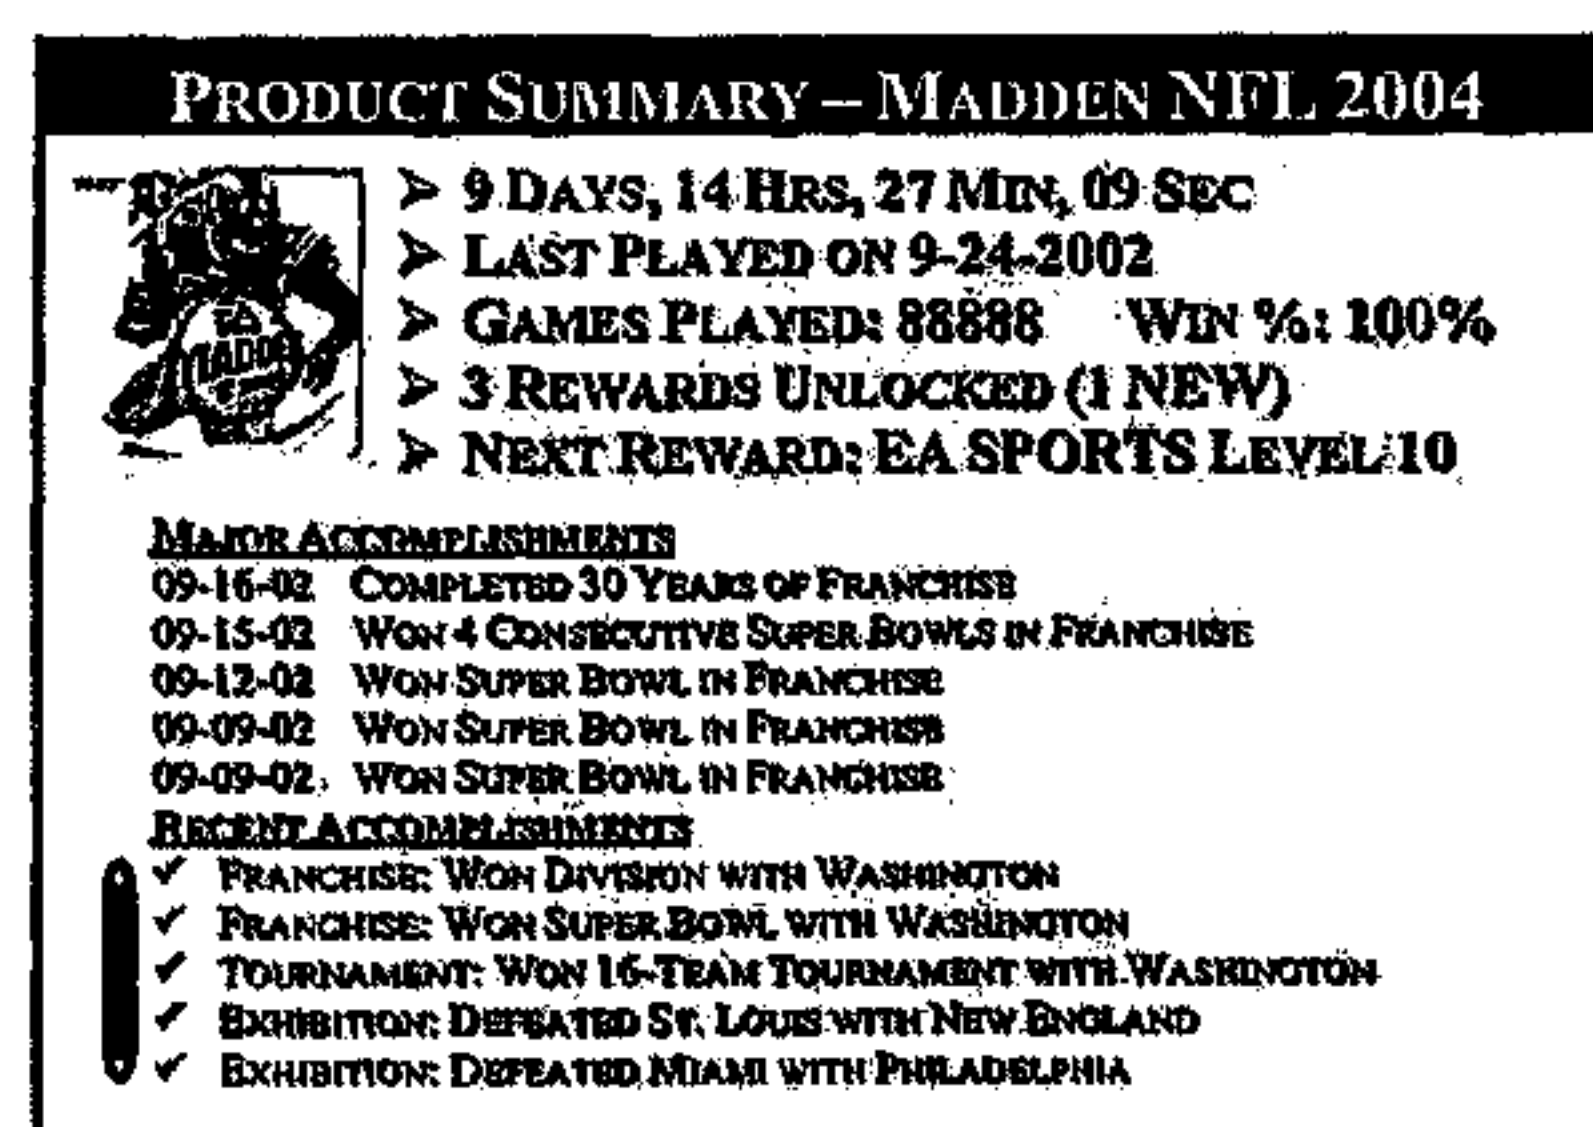 PRODUCT SUMMARY – MADDEN NFL 2004
➢ 9 DAYS, 14 HRS, 27 MIN, 09 SEC
➢ LAST PLAYED ON 9-24-2002
➢ GAMES PLAYED: 88888 WIN %: 100%
➢ 3 REWARDS UNLOCKED (1 NEW)
➢ NEXT REWARD: EA SPORTS LEVEL 10
EA
MADDEN
MAJOR ACCOMPLISHMENTS
09-16-02 COMPLETED 30 YEARS OF FRANCHISE
09-15-02 WON 4 CONSECUTIVE SUPER BOWLS IN FRANCHISE
09-12-02 WON SUPER BOWL IN FRANCHISE
09-09-02 WON SUPER BOWL IN FRANCHISE
09-09-02 WON SUPER BOWL IN FRANCHISE
RECENT ACCOMPLISHMENTS
✓ FRANCHISE: WON DIVISION WITH WASHINGTON
✓ FRANCHISE: WON SUPER BOWL WITH WASHINGTON
✓ TOURNAMENT: WON 16-TEAM TOURNAMENT WITH WASHINGTON
✓ EXHIBITION: DEFEATED ST. LOUIS WITH NEW ENGLAND
✓ EXHIBITION: DEFEATED MIAMI WITH PHILADELPHIA